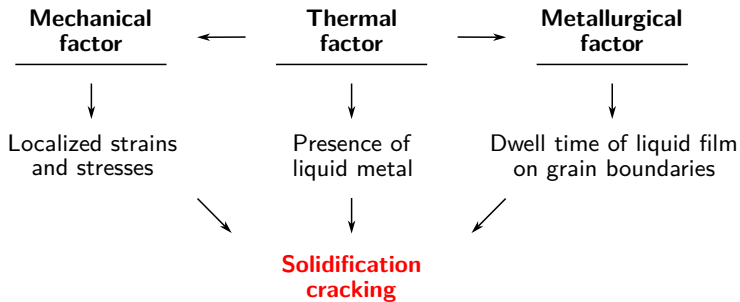 Mechanical
factor
Thermal
factor
Metallurgical
factor
Localized strains
and stresses
Presence of
liquid metal
Dwell time of liquid film
on grain boundaries
Solidification
cracking